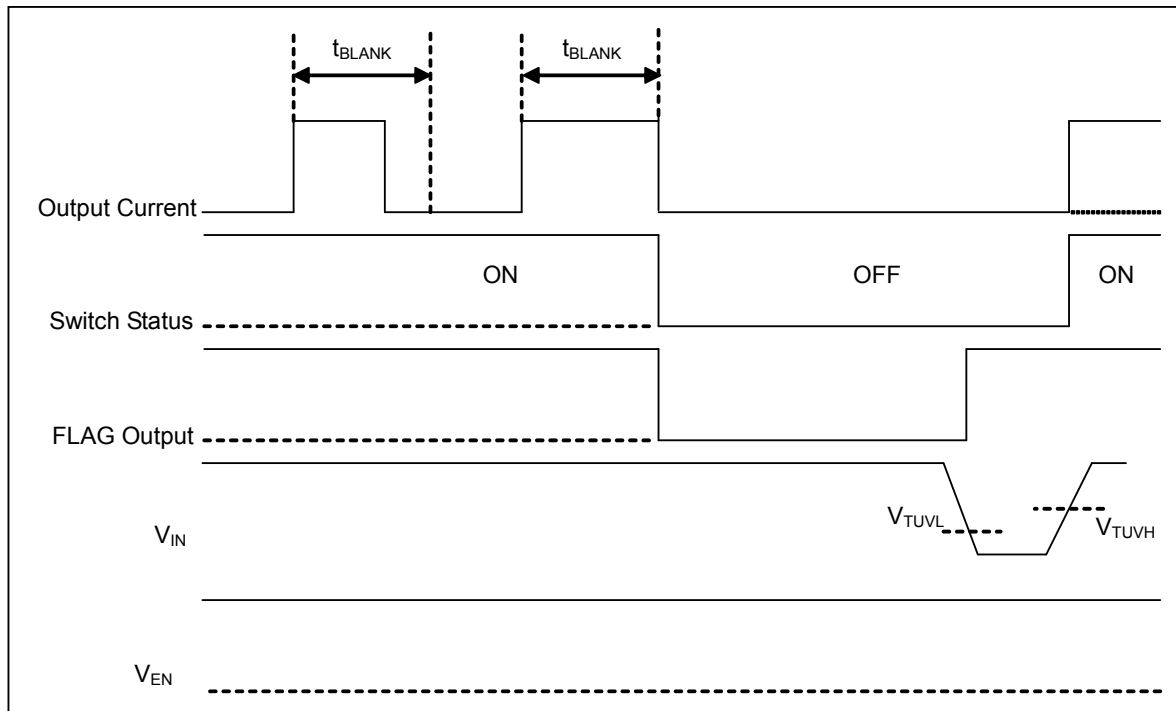 tBLANK
tBLANK
Output Current
ON
OFF
ON
Switch Status
FLAG Output
VTUVL
VTUVH
VIN
VEN